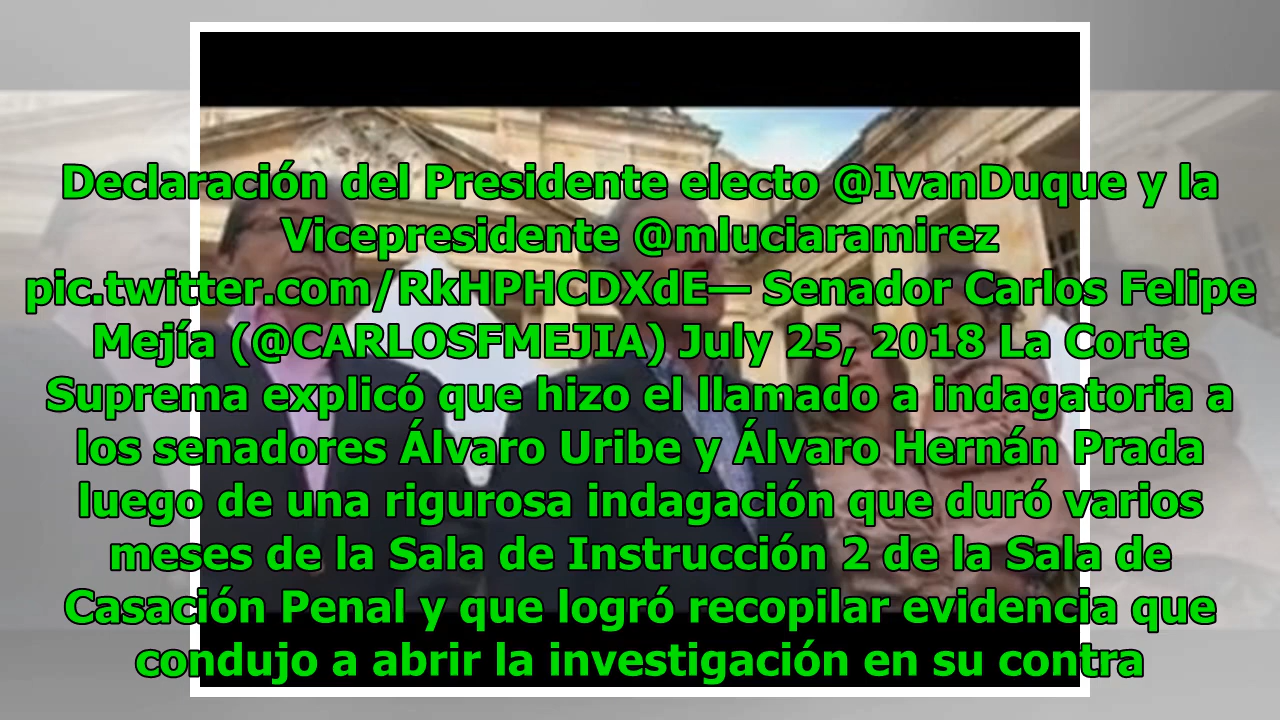 Declaración del Presidente electo @IvanDuque y la
Vicepresidente @mluciaramirez
pic.twitter.com/RkHPHCDXdE— Senador Carlos Felipe
Mejía (@CARLOSFMEJIA) July 25, 2018 La Corte
Suprema explicó que hizo el llamado a indagatoria a
los senadores Álvaro Uribe y Álvaro Hernán Prada
luego de una rigurosa indagación que duró varios
meses de la Sala de Instrucción 2 de la Sala de
Casación Penal y que logró recopilar evidencia que
condujo a abrir la investigación en su contra